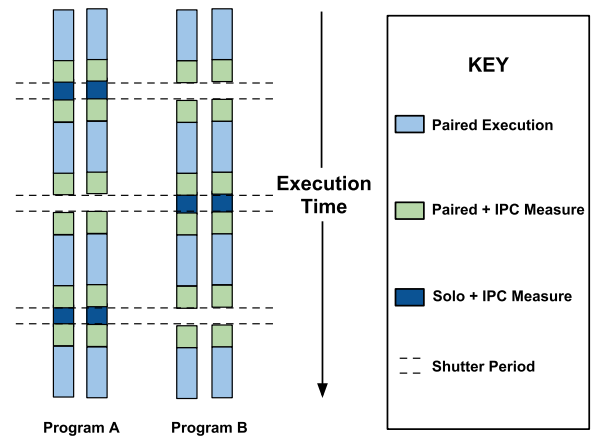 KEY
Paired Execution
Execution
Time
Paired + IPC Measure
Solo + IPC Measure
Shutter Period
Program A
Program B